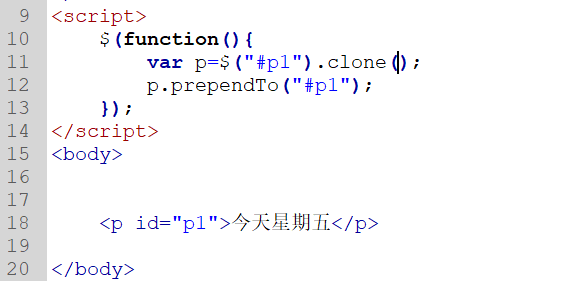 9 <script>
10     $(function(){
11         var p=$("#p1").clone();
12         p.prependTo("#p1");
13     });
14 </script>
15 <body>
16
17
18     <p id="p1">今天星期五</p>
19
20 </body>